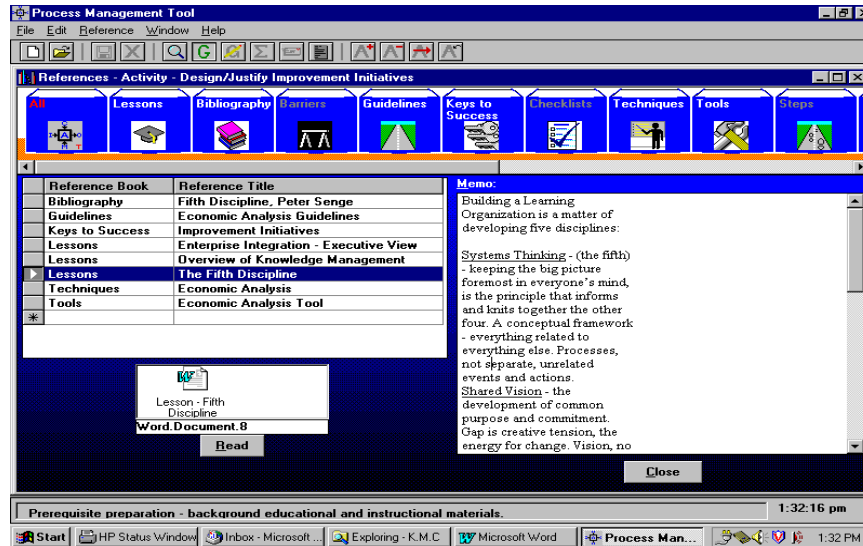 Process Management Tool
File Edit Reference Window Help
References - Activity - Design/Justify Improvement Initiatives
All Lessons Bibliography Barriers Guidelines Keys to Success Checklists Techniques Tools Steps
Reference Book Reference Title
Bibliography Fifth Discipline, Peter Senge
Guidelines Economic Analysis Guidelines
Keys to Success Improvement Initiatives
Lessons Enterprise Integration - Executive View
Lessons Overview of Knowledge Management
Lessons The Fifth Discipline
Techniques Economic Analysis
Tools Economic Analysis Tool
Lesson - Fifth
Discipline
Word.Document.8
Read
Memo:
Building a Learning
Organization is a matter of
developing five disciplines:
Systems Thinking - (the fifth)
- keeping the big picture
foremost in everyone's mind,
is the principle that informs
and knits together the other
four. A conceptual framework
- everything related to
everything else. Processes,
not separate, unrelated
events and actions.
Shared Vision - the
development of common
purpose and commitment.
Gap is creative tension, the
energy for change. Vision, no
Close
Prerequisite preparation - background educational and instructional materials. 1:32:16 pm
Start HP Status Window Inbox - Microsoft ... Exploring - K.M.C Microsoft Word Process Man... 1:32 PM